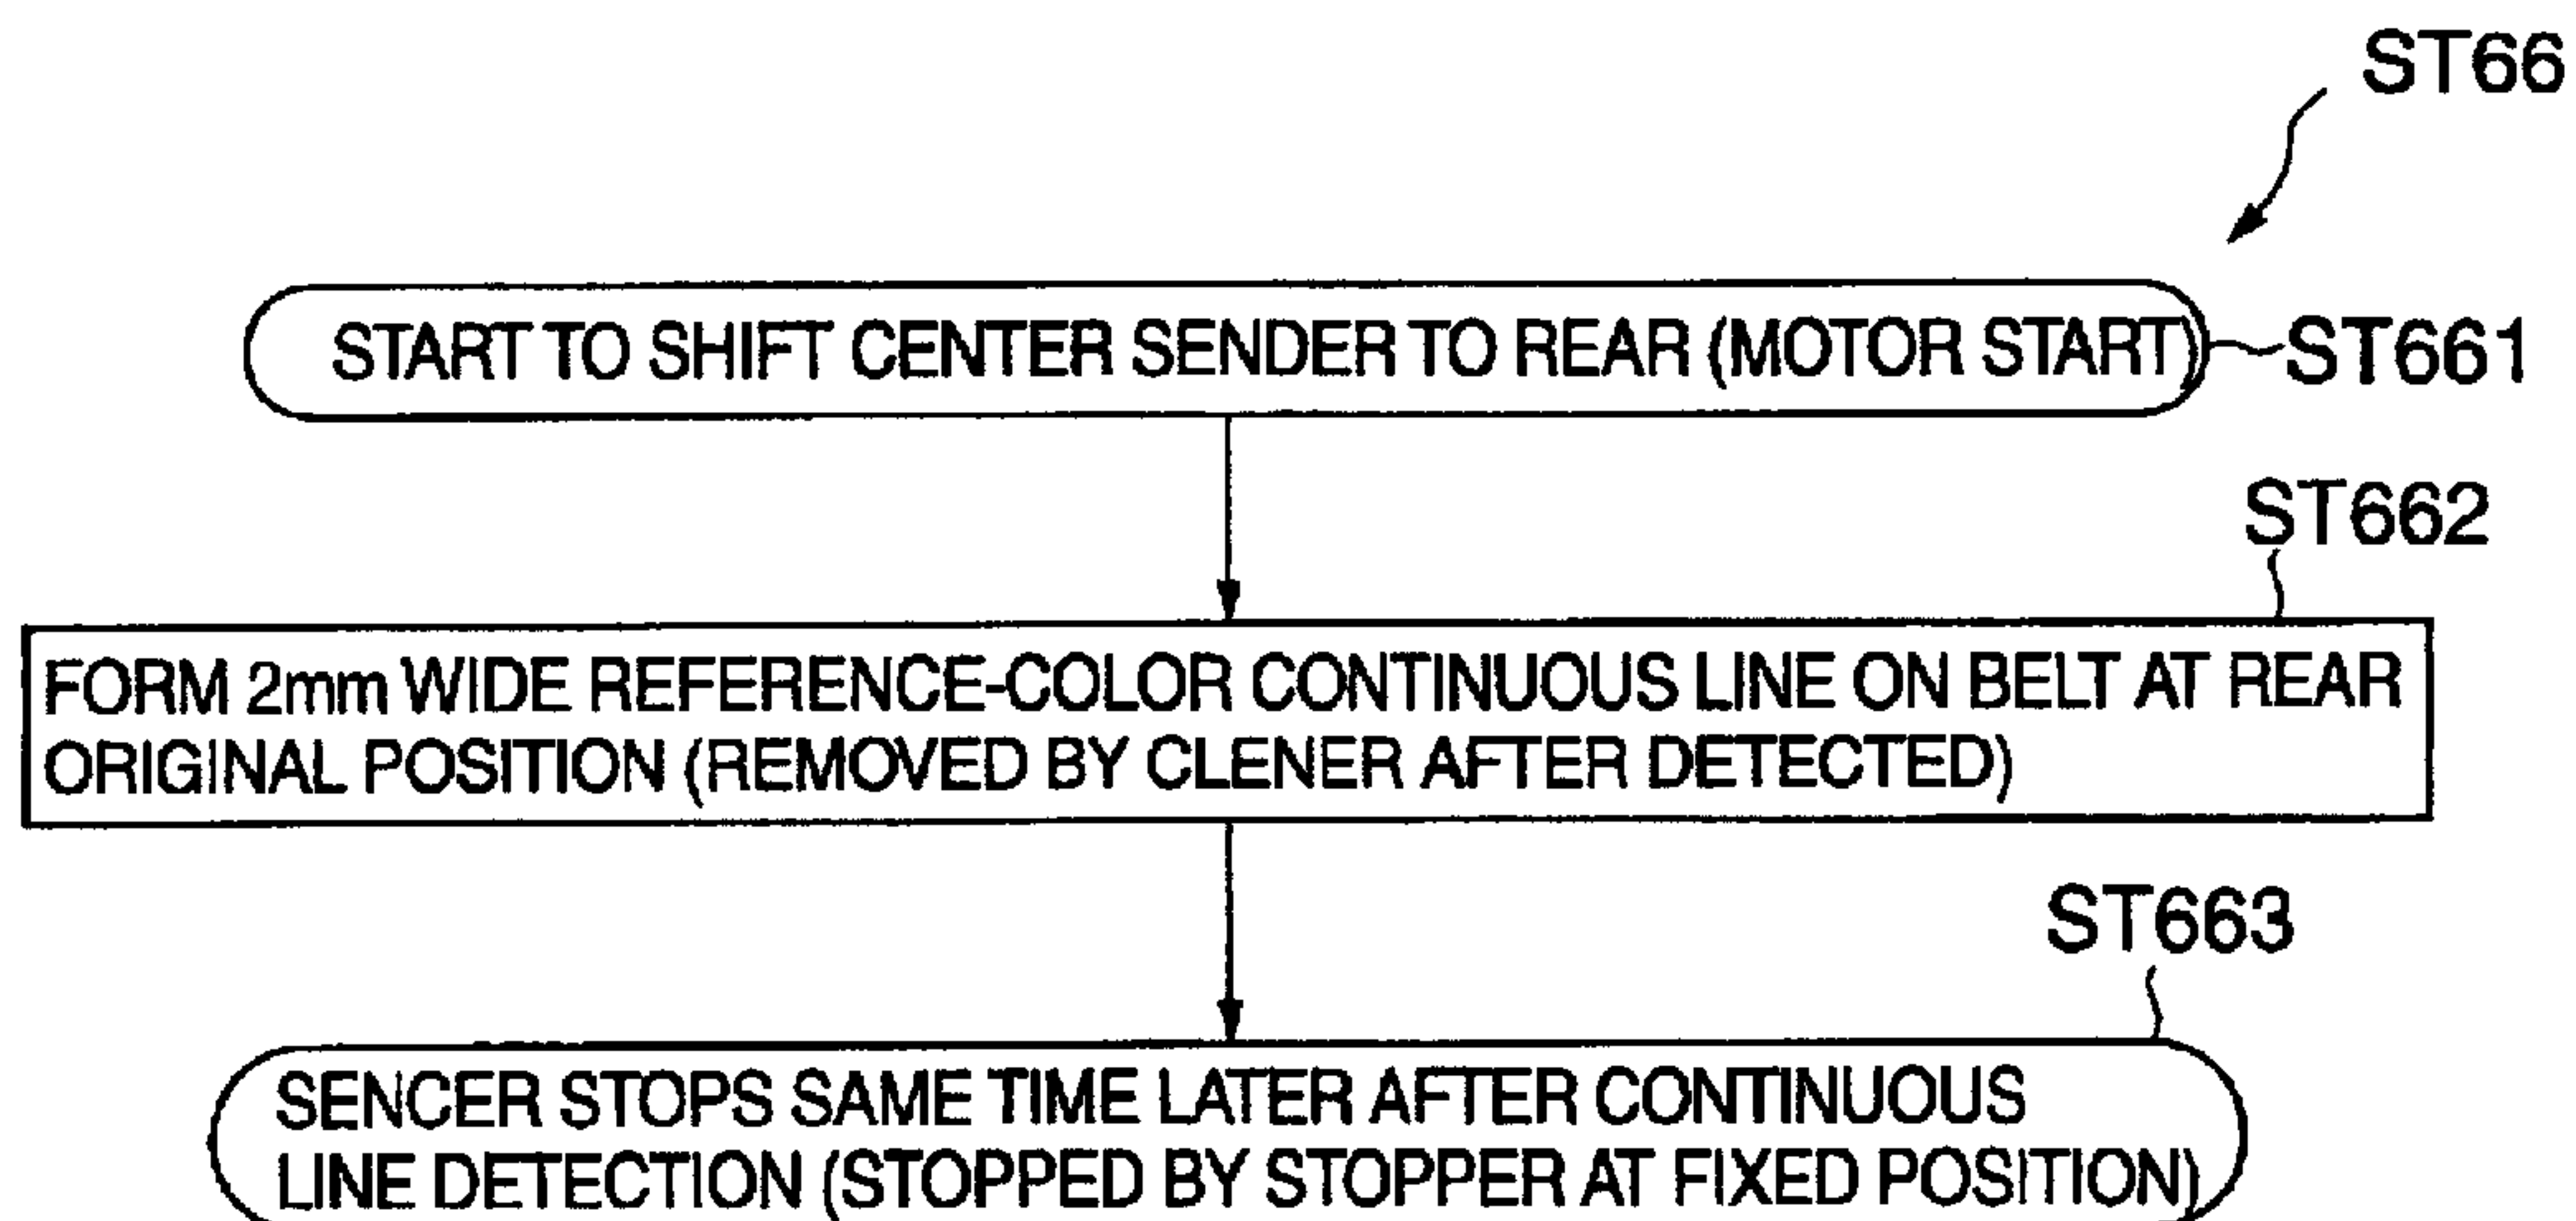 ST66
START TO SHIFT CENTER SENDER TO REAR (MOTOR START)
ST661
ST662
FORM 2mm WIDE REFERENCE-COLOR CONTINUOUS LINE ON BELT AT REAR
ORIGINAL POSITION (REMOVED BY CLENER AFTER DETECTED)
ST663
SENCER STOPS SAME TIME LATER AFTER CONTINUOUS
LINE DETECTION (STOPPED BY STOPPER AT FIXED POSITION)